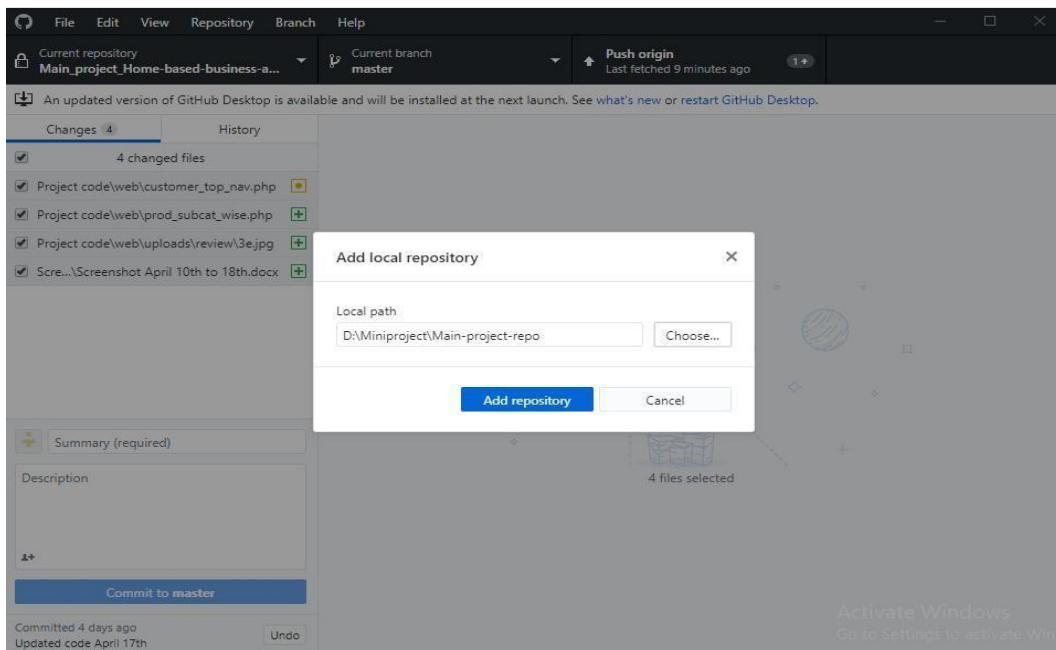 File Edit View Repository Branch Help
Current repository
Main_project_Home-based-business-a...
Current branch
master
Push origin
Last fetched 9 minutes ago
1
An updated version of GitHub Desktop is available and will be installed at the next launch. See what's new or restart GitHub Desktop.
Changes 4 History
4 changed files
Project code\web\customer_top_nav.php
Project code\web\prod_subcat_wise.php
Project code\web\uploads\review\3e.jpg
Scre...\Screenshot April 10th to 18th.docx
Add local repository
Local path
D:\Miniproject\Main-project-repo
Choose...
Add repository Cancel
Summary (required)
Description
4 files selected
Commit to master
Committed 4 days ago
Updated code April 17th
Undo
Activate Windows
Go to Settings to activate Win